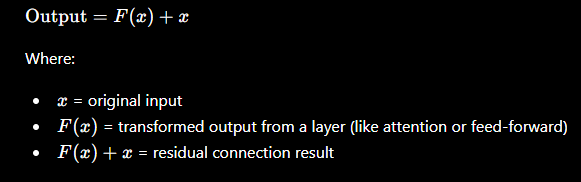 Output = F(x) + x
Where:
• x = original input
• F(x) = transformed output from a layer (like attention or feed-forward)
• F(x) + x = residual connection result